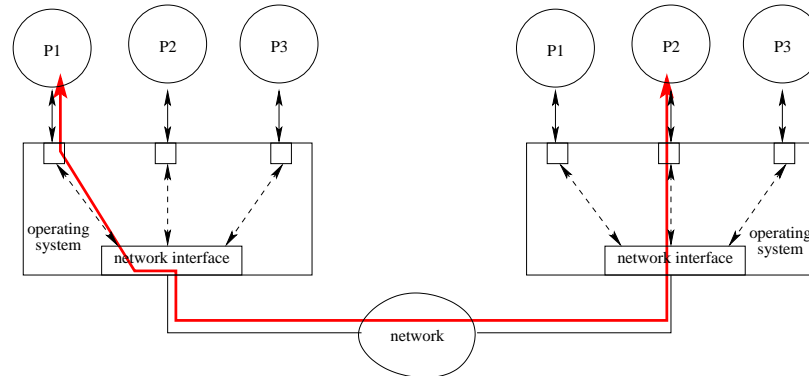 P1
P2
P3
P1
P2
P3
operating
system
network interface
operating
system
network interface
network